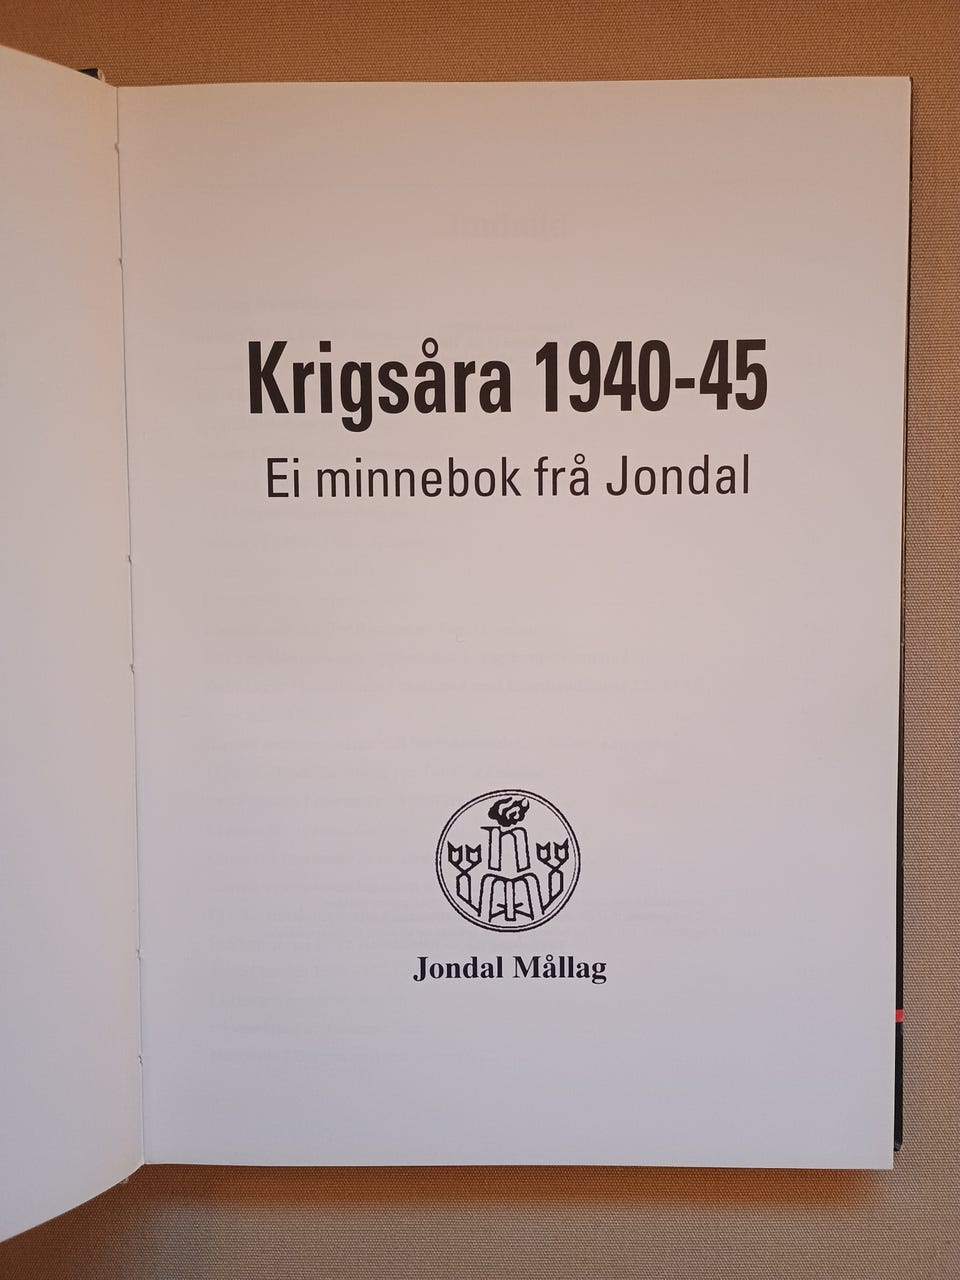 Krigsåra 1940-45
Ei minnebok frå Jondal
Jondal Mållag